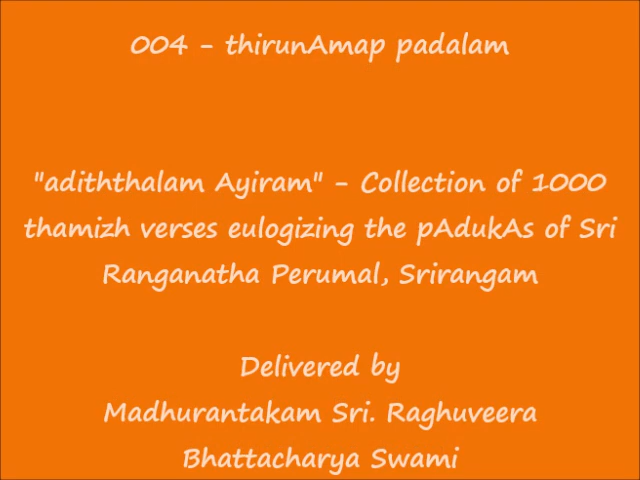 004 - thirunAmap padalam
"adiththalam Ayiram" - Collection of 1000
thamizh verses eulogizing the pAdukAs of Sri
Ranganatha Perumal, Srirangam
Delivered by
Madhurantakam Sri. Raghuveera
Bhattacharya Swami